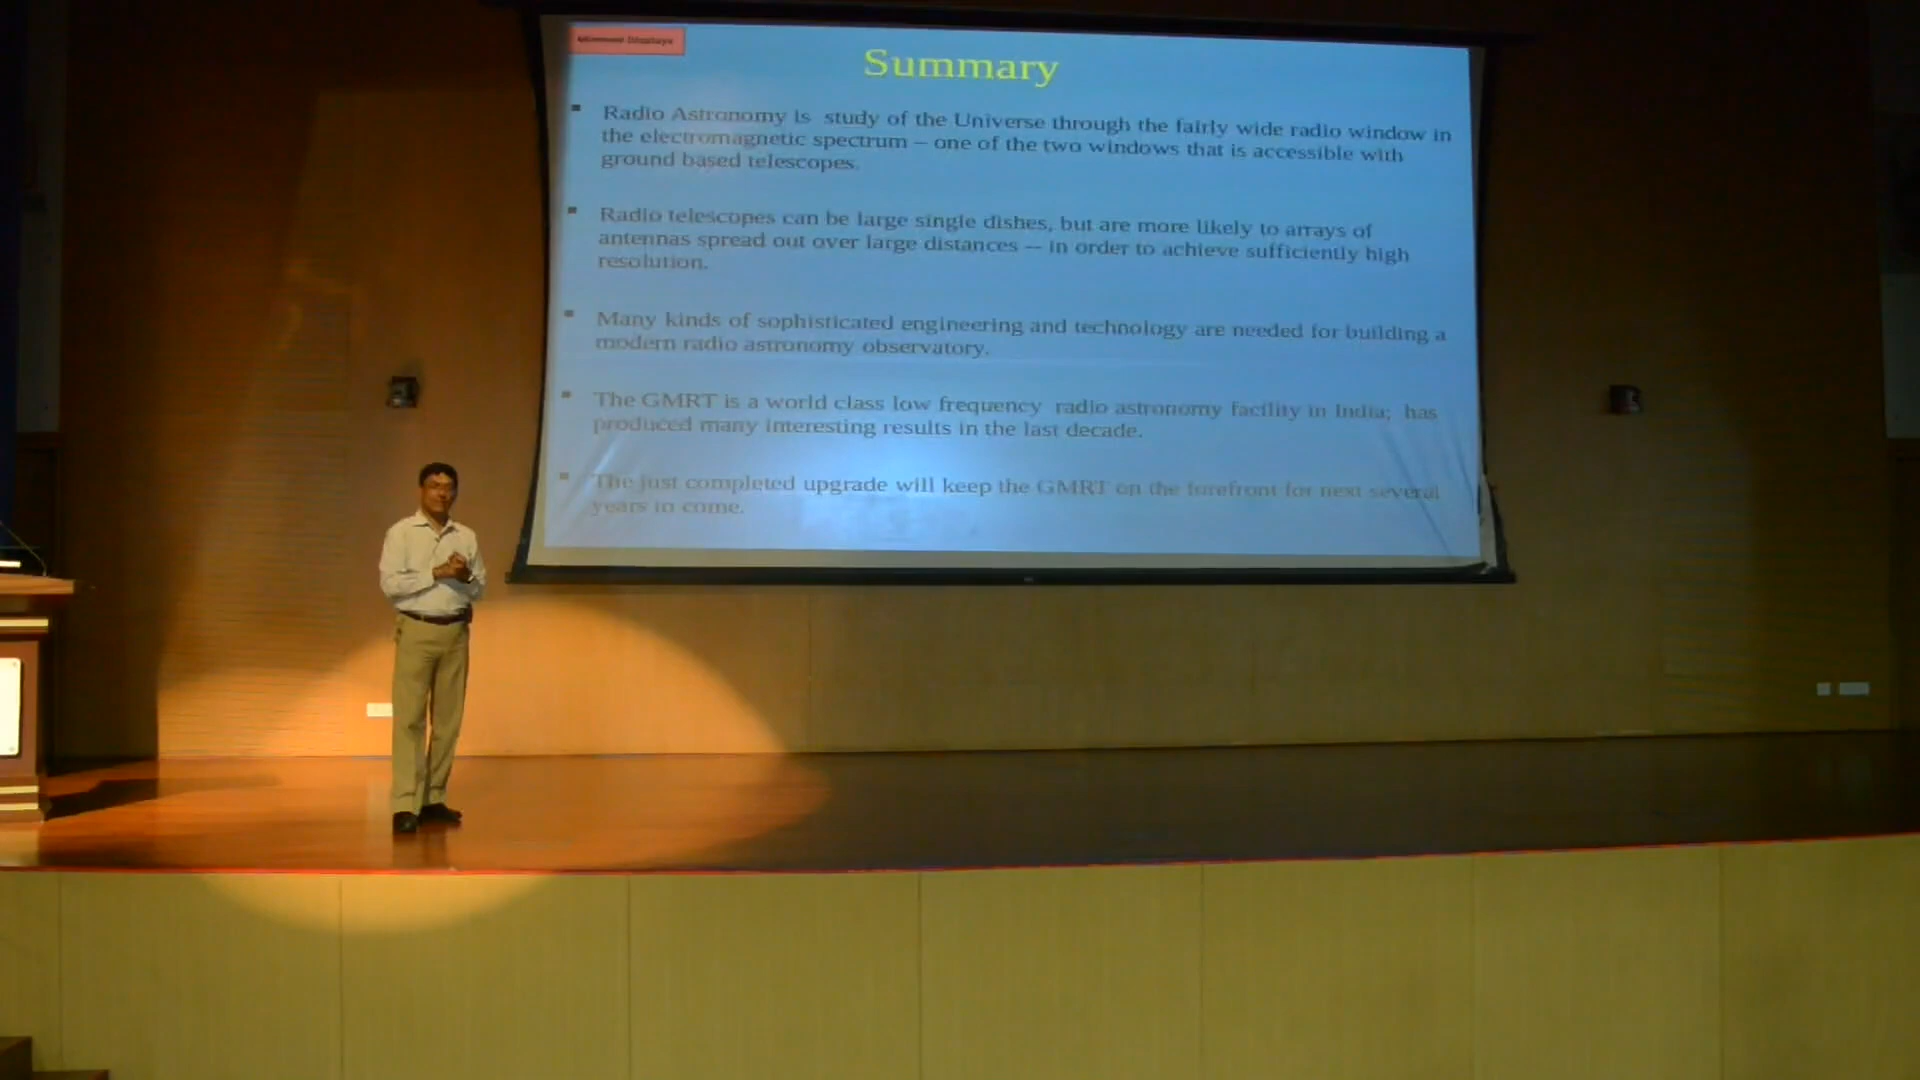 Displays
Summary
Radio Astronomy is study of the Universe through the fairly wide radio window in
the electromagnetic spectrum – one of the two windows that is accessible with
ground based telescopes.
Radio telescopes can be large single dishes, but are more likely to arrays of
antennas spread out over large distances – in order to achieve sufficiently high
resolution.
Many kinds of sophisticated engineering and technology are needed for building a
modern radio astronomy observatory.
The GMRT is a world class low frequency radio astronomy facility in India; has
produced many interesting results in the last decade.
The just completed upgrade will keep the GMRT on the forefront for next several
years to come.